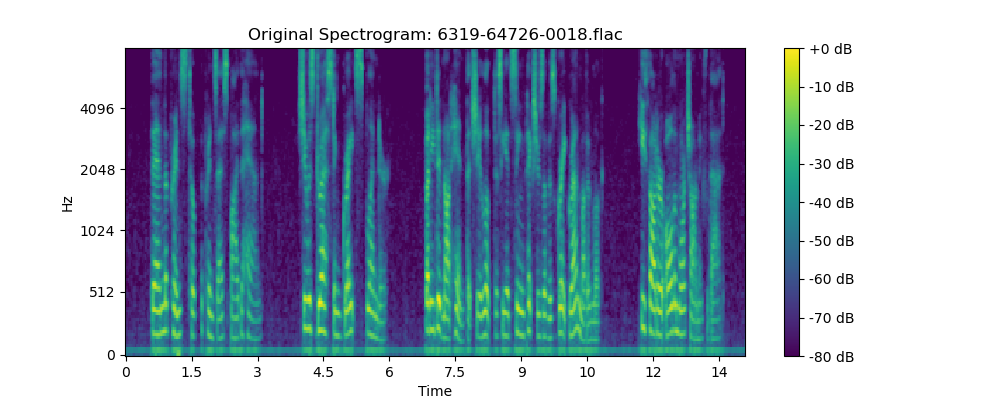 Original Spectrogram: 6319-64726-0018.flac
Hz
4096
2048
1024
512
0
0 1.5 3 4.5 6 7.5 9 10 12 14
Time
+0 dB
-10 dB
-20 dB
-30 dB
-40 dB
-50 dB
-60 dB
-70 dB
-80 dB